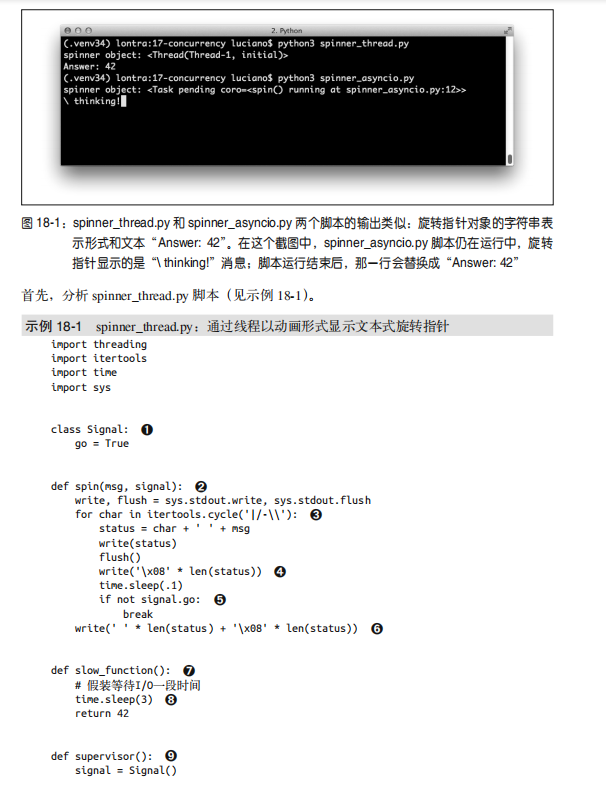 2. Python
(.venv34) lontra:17-concurrency luciano$ python3 spinner_thread.py
spinner object: <Thread(Thread-1, initial)>
Answer: 42
(.venv34) lontra:17-concurrency luciano$ python3 spinner_asyncio.py
spinner object: <Task pending coro=<spin() running at spinner_asyncio.py:12>>
\ thinking!
图 18-1：spinner_thread.py 和 spinner_asyncio.py 两个脚本的输出类似：旋转指针对象的字符串表
示形式和文本“Answer: 42”。在这个截图中，spinner_asyncio.py 脚本仍在运行中，旋转
指针显示的是“\ thinking!”消息；脚本运行结束后，那一行会替换成“Answer: 42”
首先，分析 spinner_thread.py 脚本（见示例 18-1）。
示例 18-1 spinner_thread.py：通过线程以动画形式显示文本式旋转指针
import threading
import itertools
import time
import sys
class Signal: ❶
    go = True
def spin(msg, signal): ❷
    write, flush = sys.stdout.write, sys.stdout.flush
    for char in itertools.cycle('|/-\\'): ❸
        status = char + ' ' + msg
        write(status)
        flush()
        write('\x08' * len(status)) ❹
        time.sleep(.1)
        if not signal.go: ❺
            break
    write(' ' * len(status) + '\x08' * len(status)) ❻
def slow_function(): ❼
    # 假装等待I/O一段时间
    time.sleep(3) ❽
    return 42
def supervisor(): ❾
    signal = Signal()